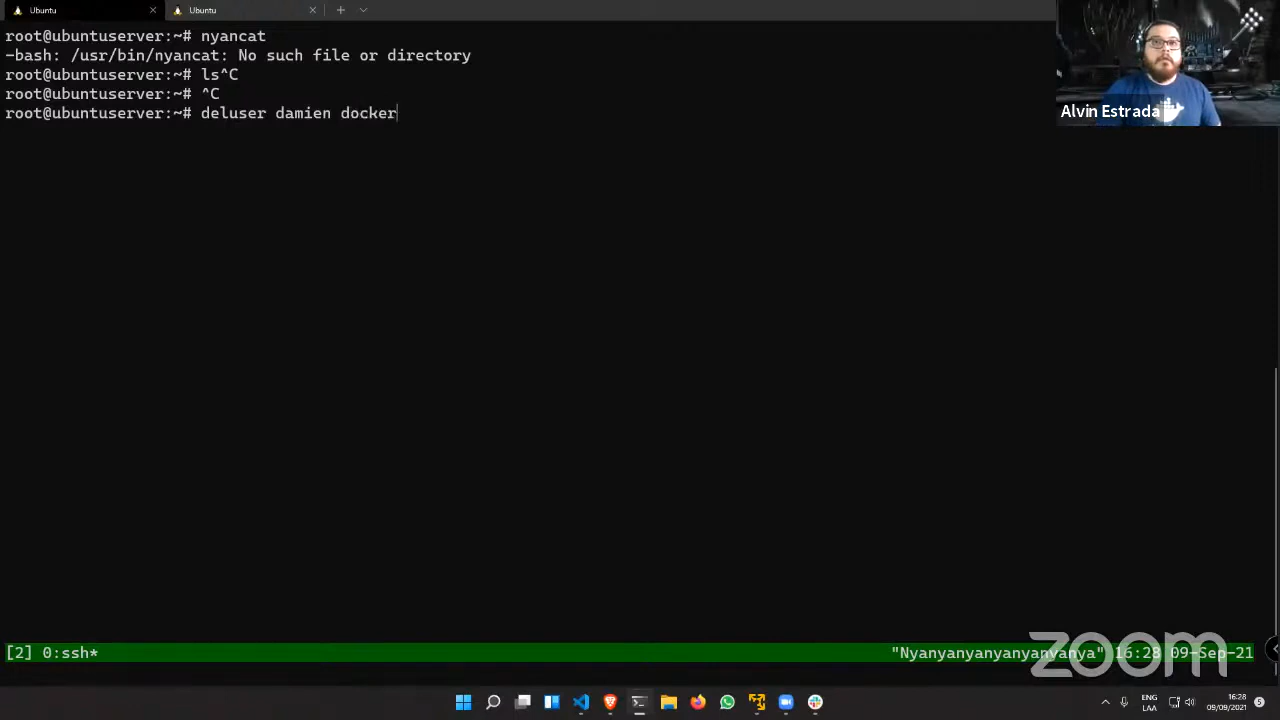 Ubuntu
Ubuntu
root@ubuntuserver:~# nyancat
-bash: /usr/bin/nyancat: No such file or directory
root@ubuntuserver:~# ls^C
root@ubuntuserver:~# ^C
root@ubuntuserver:~# deluser damien docker
Alvin Estrada
[2] 0:ssh* "Nyanyanyanyanyanyanya" 16:28 09-Sep-21
zoom
ENG
LAA
16:28
09/09/2021
5